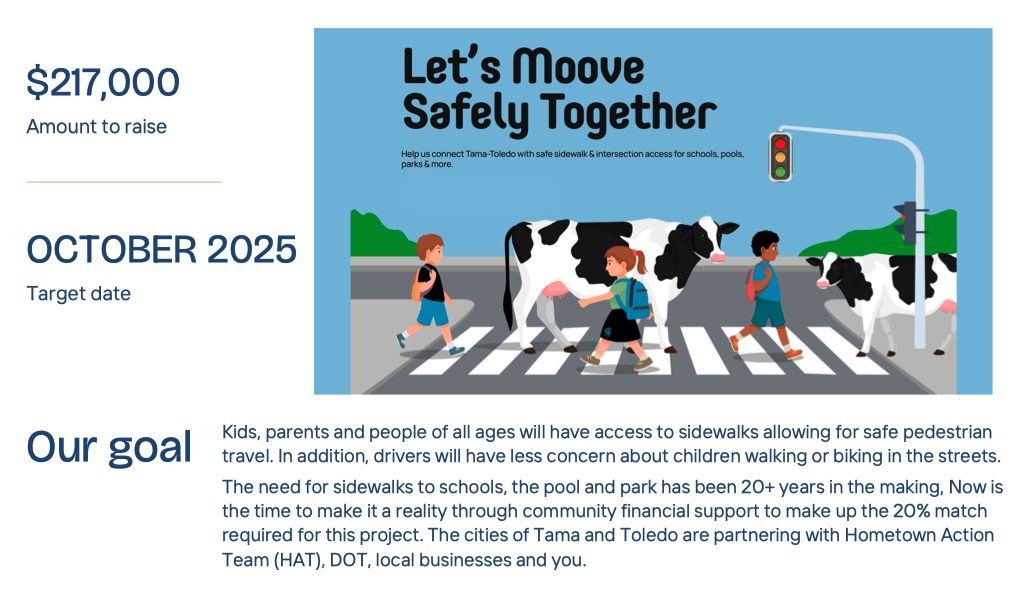 $217,000
Amount to raise
OCTOBER 2025
Target date
Let's Moove
Safely Together
Help us connect Tama-Toledo with safe sidewalk & intersection access for schools, pools,
parks & more.
Our goal
Kids, parents and people of all ages will have access to sidewalks allowing for safe pedestrian
travel. In addition, drivers will have less concern about children walking or biking in the streets.
The need for sidewalks to schools, the pool and park has been 20+ years in the making, Now is
the time to make it a reality through community financial support to make up the 20% match
required for this project. The cities of Tama and Toledo are partnering with Hometown Action
Team (HAT), DOT, local businesses and you.